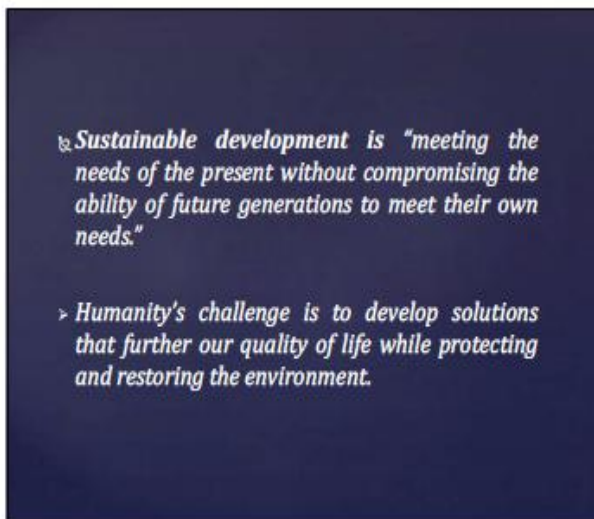 Sustainable development is “meeting the
needs of the present without compromising the
ability of future generations to meet their own
needs.”
➢ Humanity’s challenge is to develop solutions
that further our quality of life while protecting
and restoring the environment.